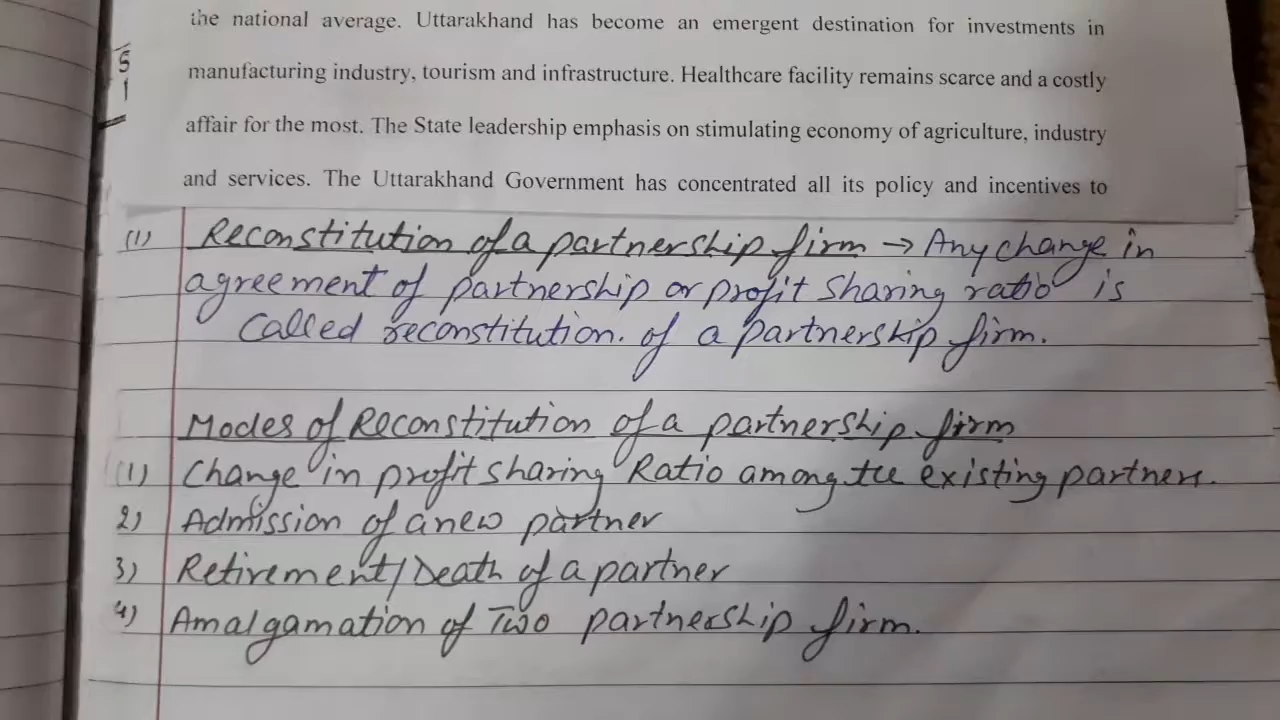 the national average. Uttarakhand has become an emergent destination for investments in
manufacturing industry, tourism and infrastructure. Healthcare facility remains scarce and a costly
affair for the most. The State leadership emphasis on stimulating economy of agriculture, industry
and services. The Uttarakhand Government has concentrated all its policy and incentives to
(1) Reconstitution of a partnership firm → Any change in
agreement of partnership or profit sharing ratio is
called reconstitution. of a partnership firm.
Modes of Reconstitution of a partnership firm
(1) Change in profit sharing Ratio among the existing partners.
2) Admission of a new partner
3) Retirement/Death of a partner
4) Amalgamation of Two partnership firm.